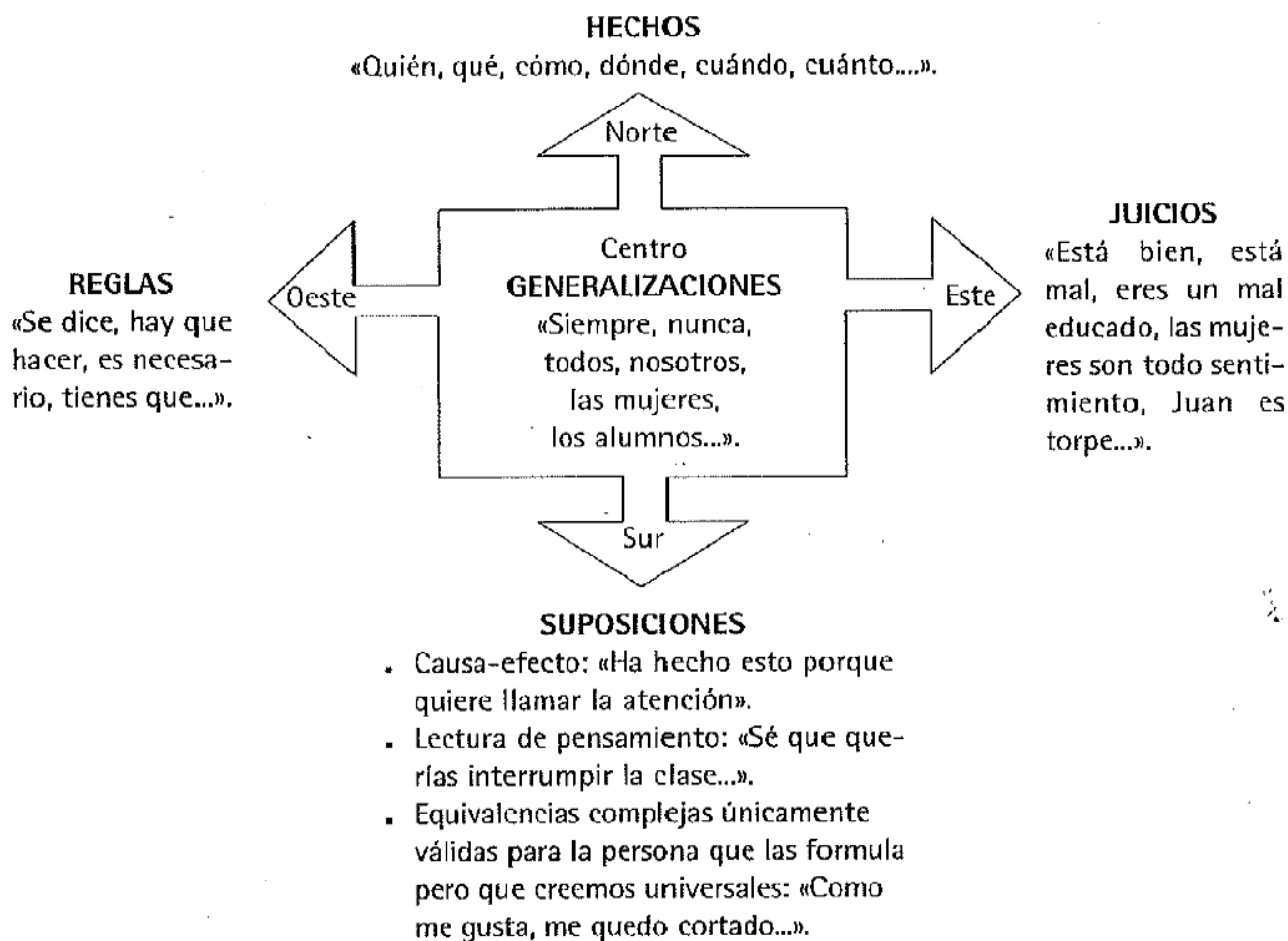 HECHOS
«Quién, qué, cómo, dónde, cuándo, cuánto....».
Norte
REGLAS
«Se dice, hay que
hacer, es necesa-
rio, tienes que...».
Oeste
Centro
GENERALIZACIONES
«Siempre, nunca,
todos, nosotros,
las mujeres,
los alumnos...».
Este
JUICIOS
«Está bien, está
mal, eres un mal
educado, las muje-
res son todo senti-
miento, Juan es
torpe...».
Sur
SUPOSICIONES
▪ Causa-efecto: «Ha hecho esto porque
quiere llamar la atención».
▪ Lectura de pensamiento: «Sé que que-
rías interrumpir la clase...».
▪ Equivalencias complejas únicamente
válidas para la persona que las formula
pero que creemos universales: «Como
me gusta, me quedo cortado...».